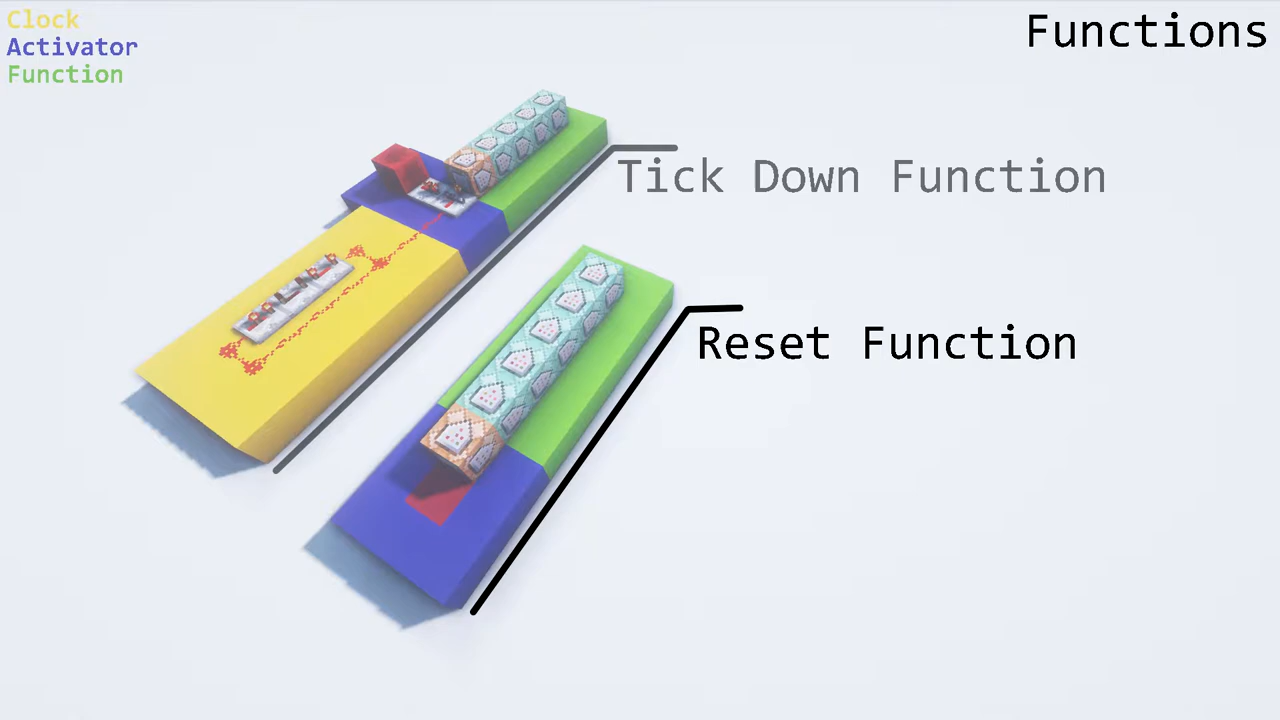 Clock
Activator
Function
Functions
Tick Down Function
Reset Function